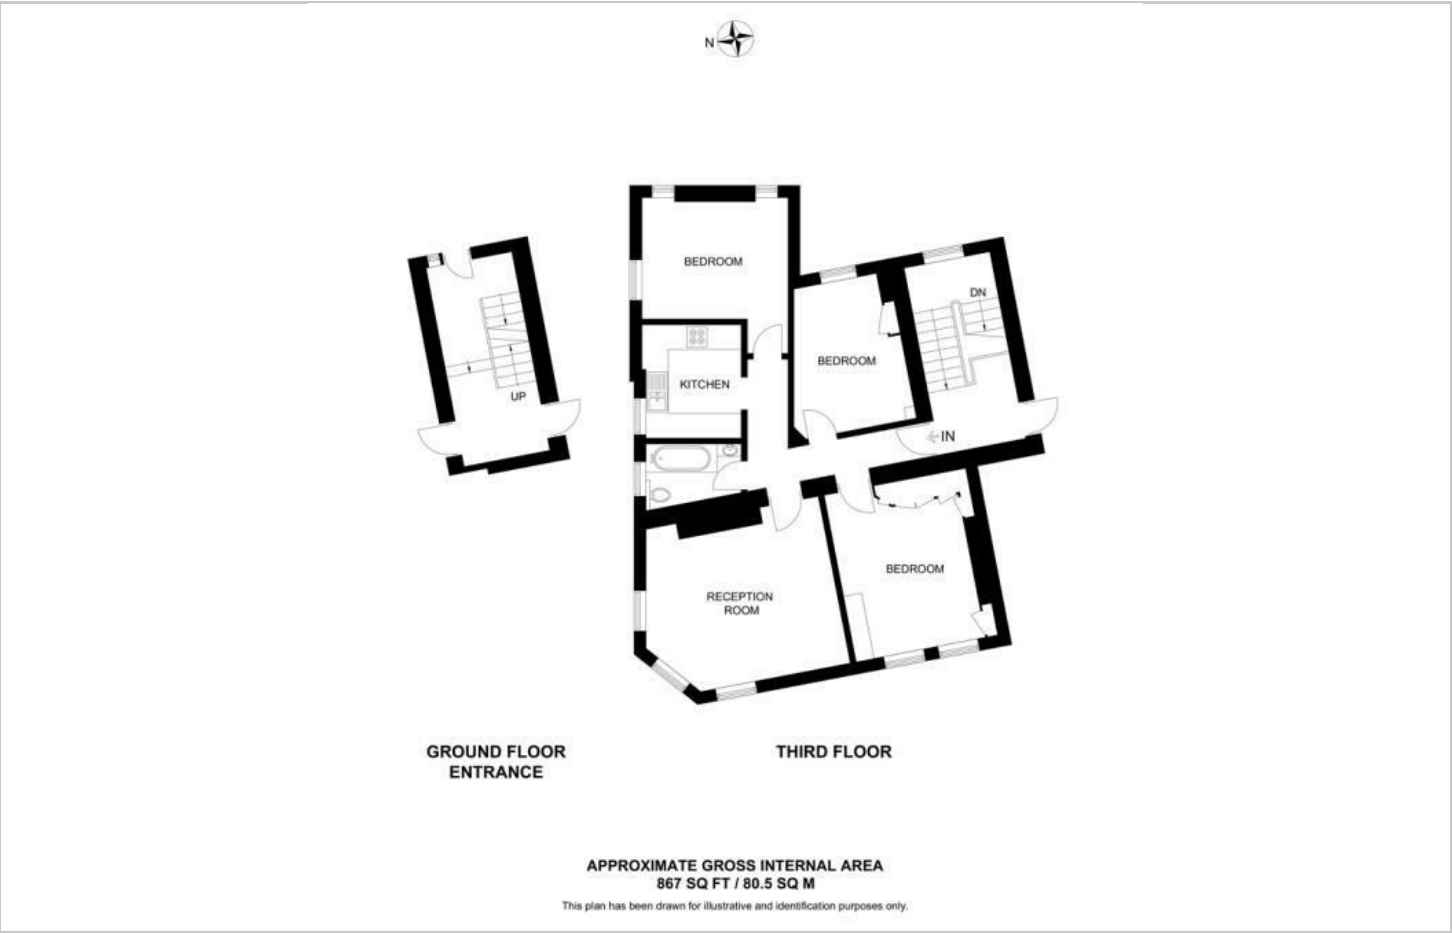 N
BEDROOM
DN
BEDROOM
KITCHEN
UP
IN
BEDROOM
RECEPTION
ROOM
GROUND FLOOR
ENTRANCE
THIRD FLOOR
APPROXIMATE GROSS INTERNAL AREA
867 SQ FT / 80.5 SQ M
This plan has been drawn for illustrative and identification purposes only.